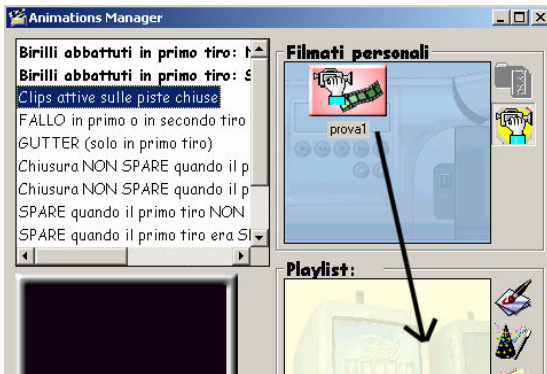 Animations Manager
Birilli abbattuti in primo tiro:
Birilli abbattuti in primo tiro:
Clips attive sulle piste chiuse
FALLO in primo o in secondo tiro
GUTTER (solo in primo tiro)
Chiusura NON SPARE quando il p
Chiusura NON SPARE quando il p
SPARE quando il primo tiro NON
SPARE quando il primo tiro era
Filmati personali
prova1
Playlist: